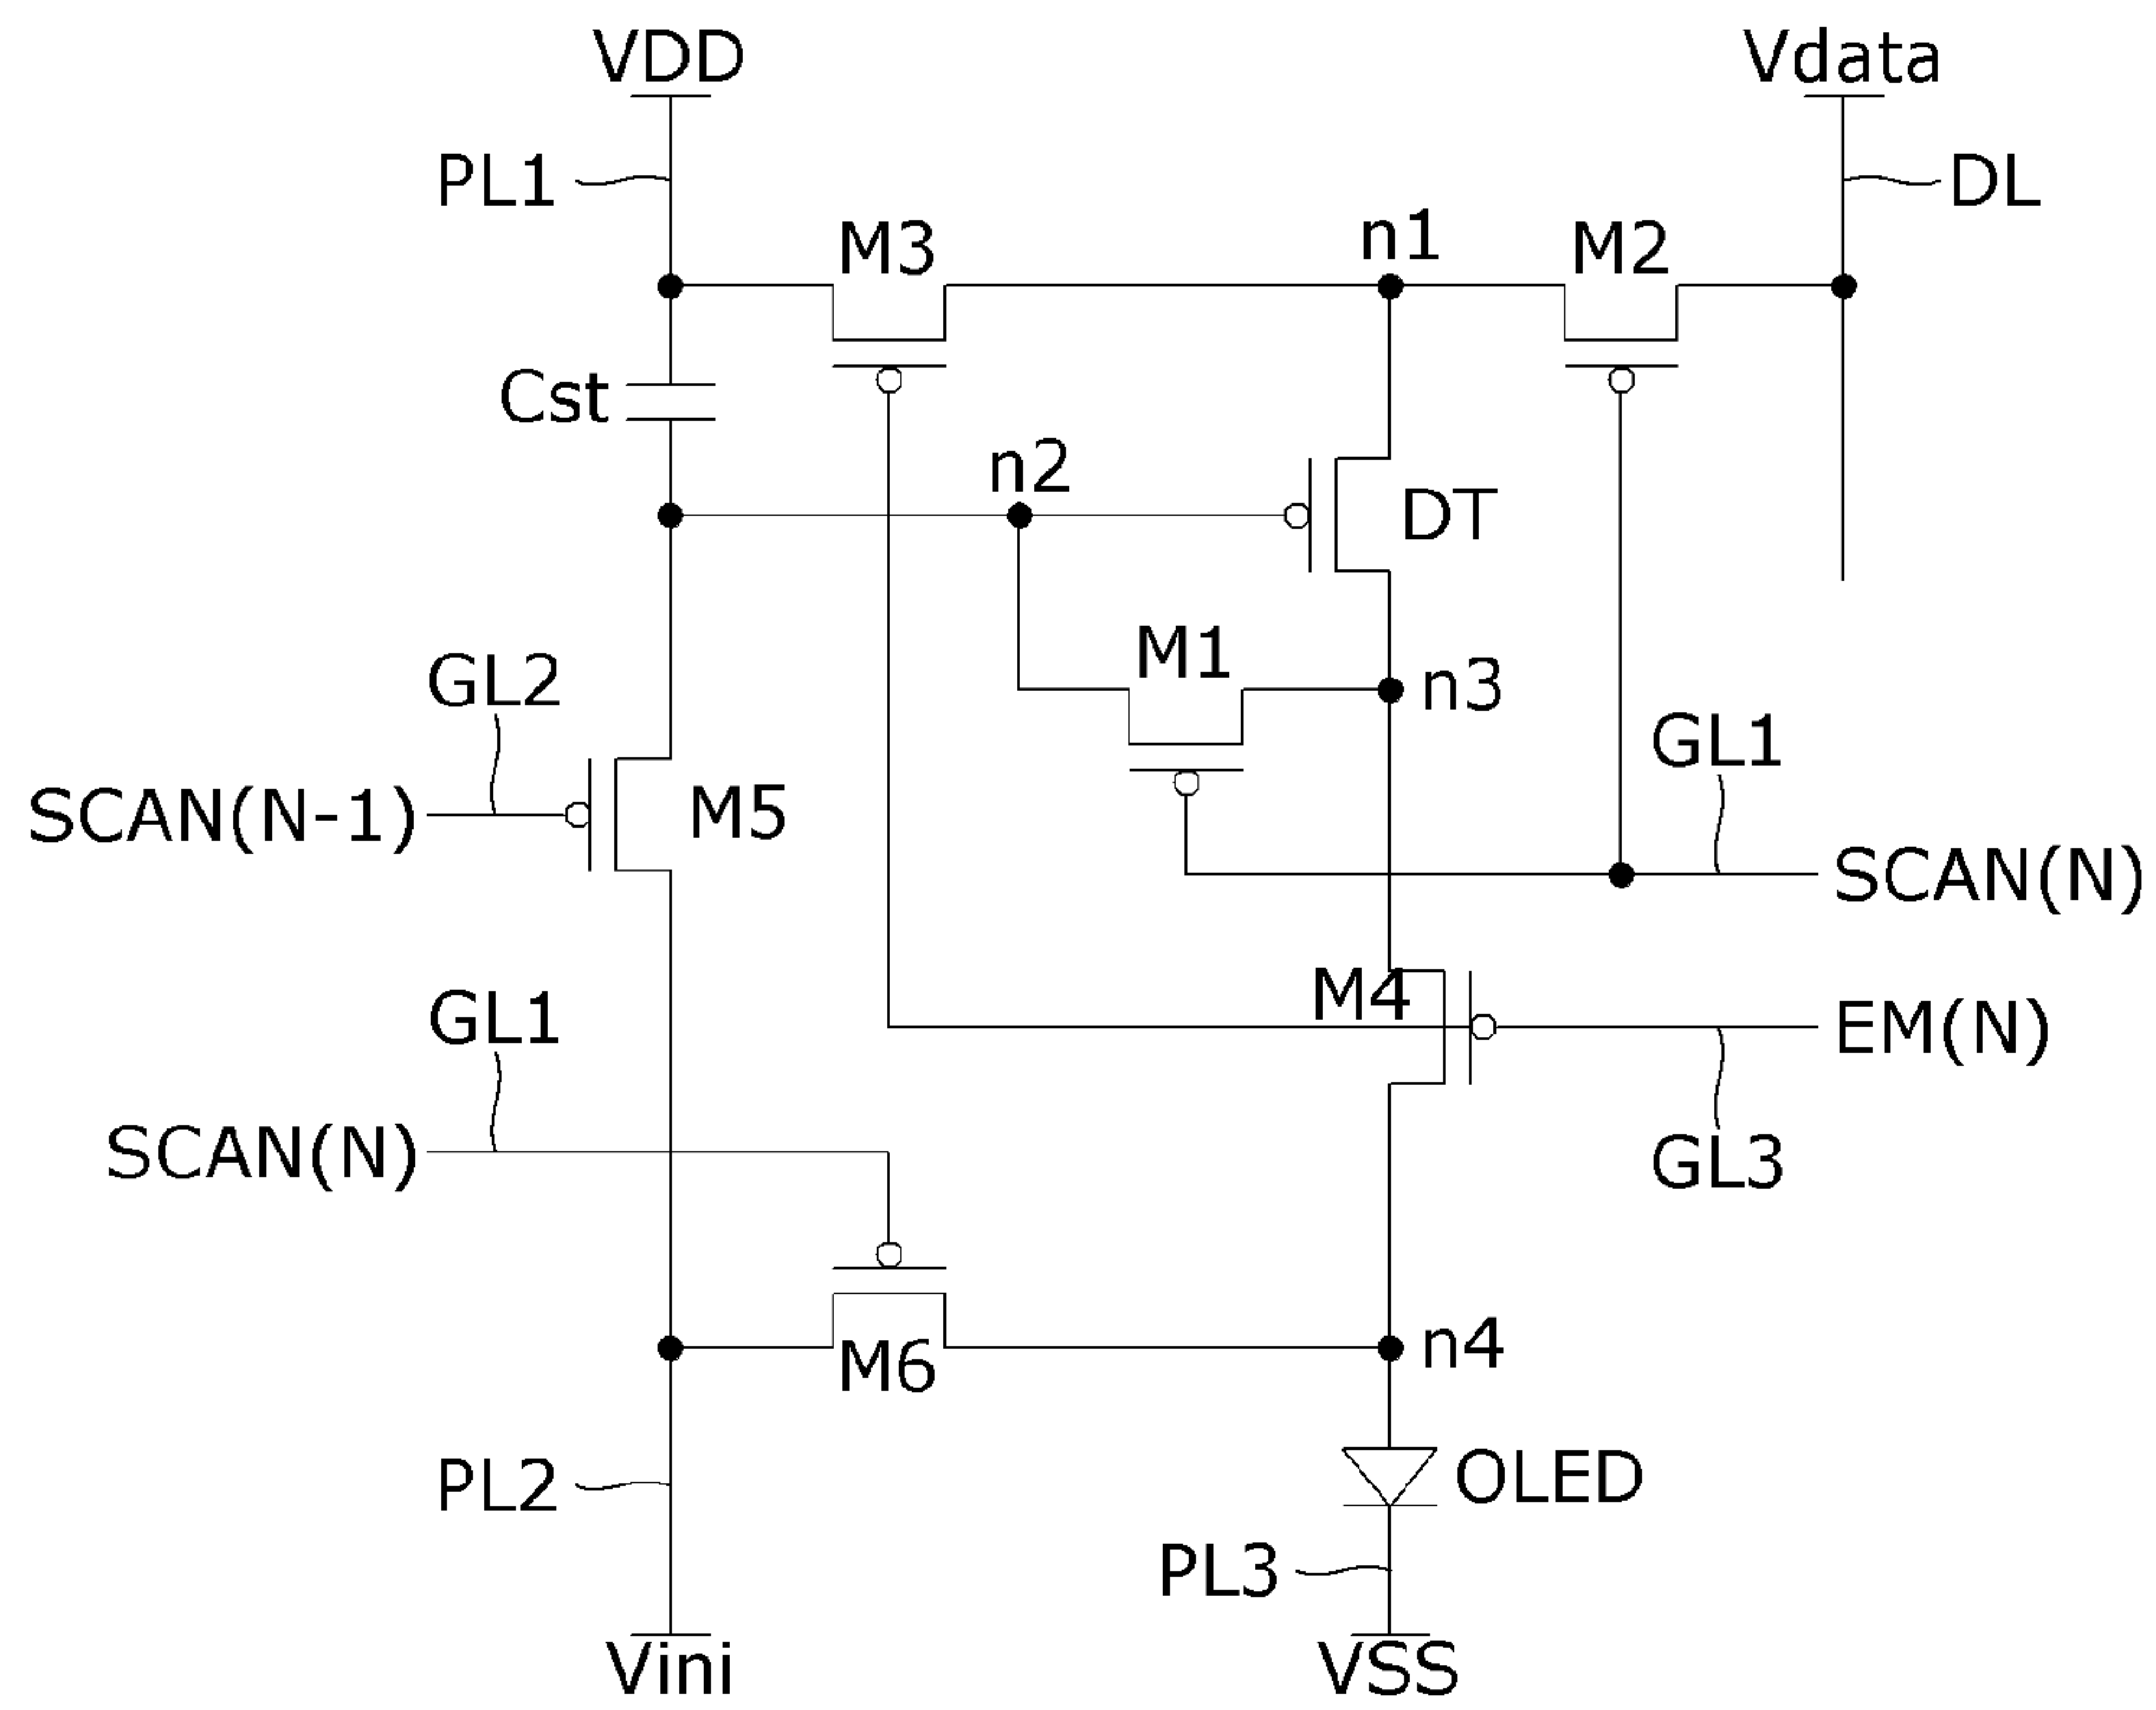 VDD
Vdata
PL1
DL
M3
n1
M2
Cst
n2
DT
M1
GL2
n3
GL1
SCAN(N-1)
M5
SCAN(N)
M4
GL1
EM(N)
SCAN(N)
GL3
n4
M6
PL2
OLED
PL3
Vini
VSS